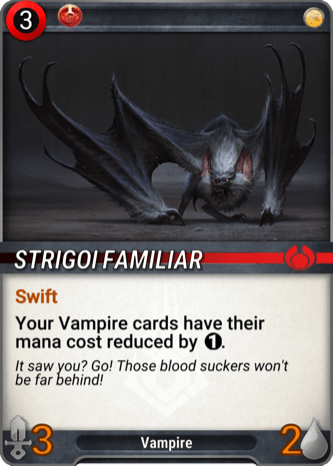 3
STRIGOI FAMILIAR
Swift
Your Vampire cards have their
mana cost reduced by 1.
It saw you? Go! Those blood suckers won't
be far behind!
3 Vampire 2